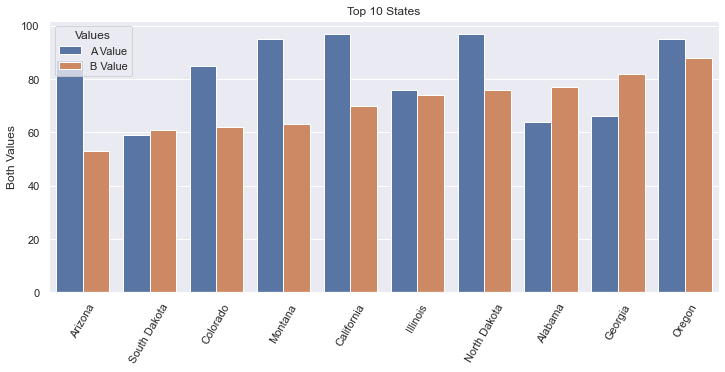 Top 10 States
Values
A Value
B Value
Both Values
100
80
60
40
20
0
Arizona
South Dakota
Colorado
Montana
California
Illinois
North Dakota
Alabama
Georgia
Oregon